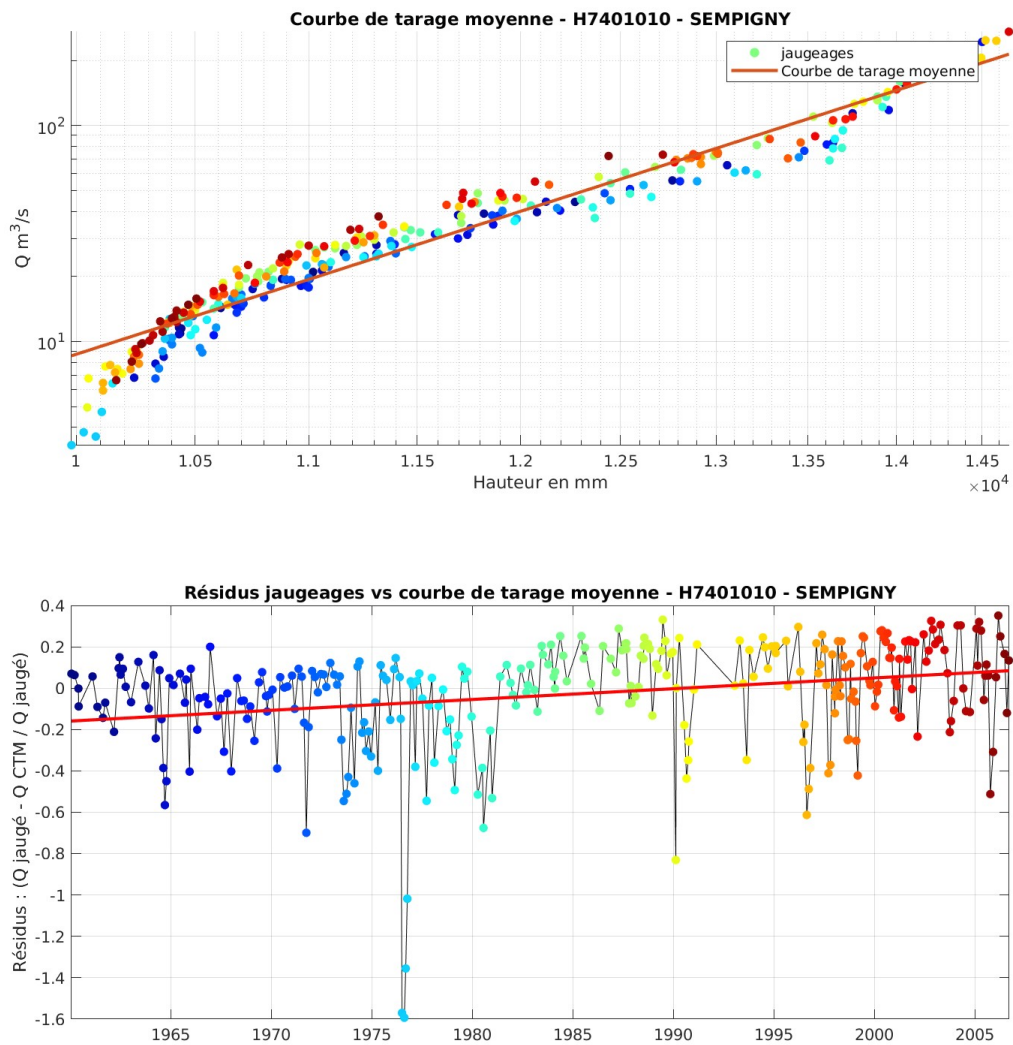 Courbe de tarage moyenne - H7401010 - SEMPIGNY
jaugeages
Courbe de tarage moyenne
Q m³/s
10²
10¹
1 1.05 1.1 1.15 1.2 1.25 1.3 1.35 1.4 1.45
Hauteur en mm
×10⁴
Résidus jaugeages vs courbe de tarage moyenne - H7401010 - SEMPIGNY
Résidus : (Q jaugé - Q CTM / Q jaugé)
0.4
0.2
0
-0.2
-0.4
-0.6
-0.8
-1
-1.2
-1.4
-1.6
1965 1970 1975 1980 1985 1990 1995 2000 2005